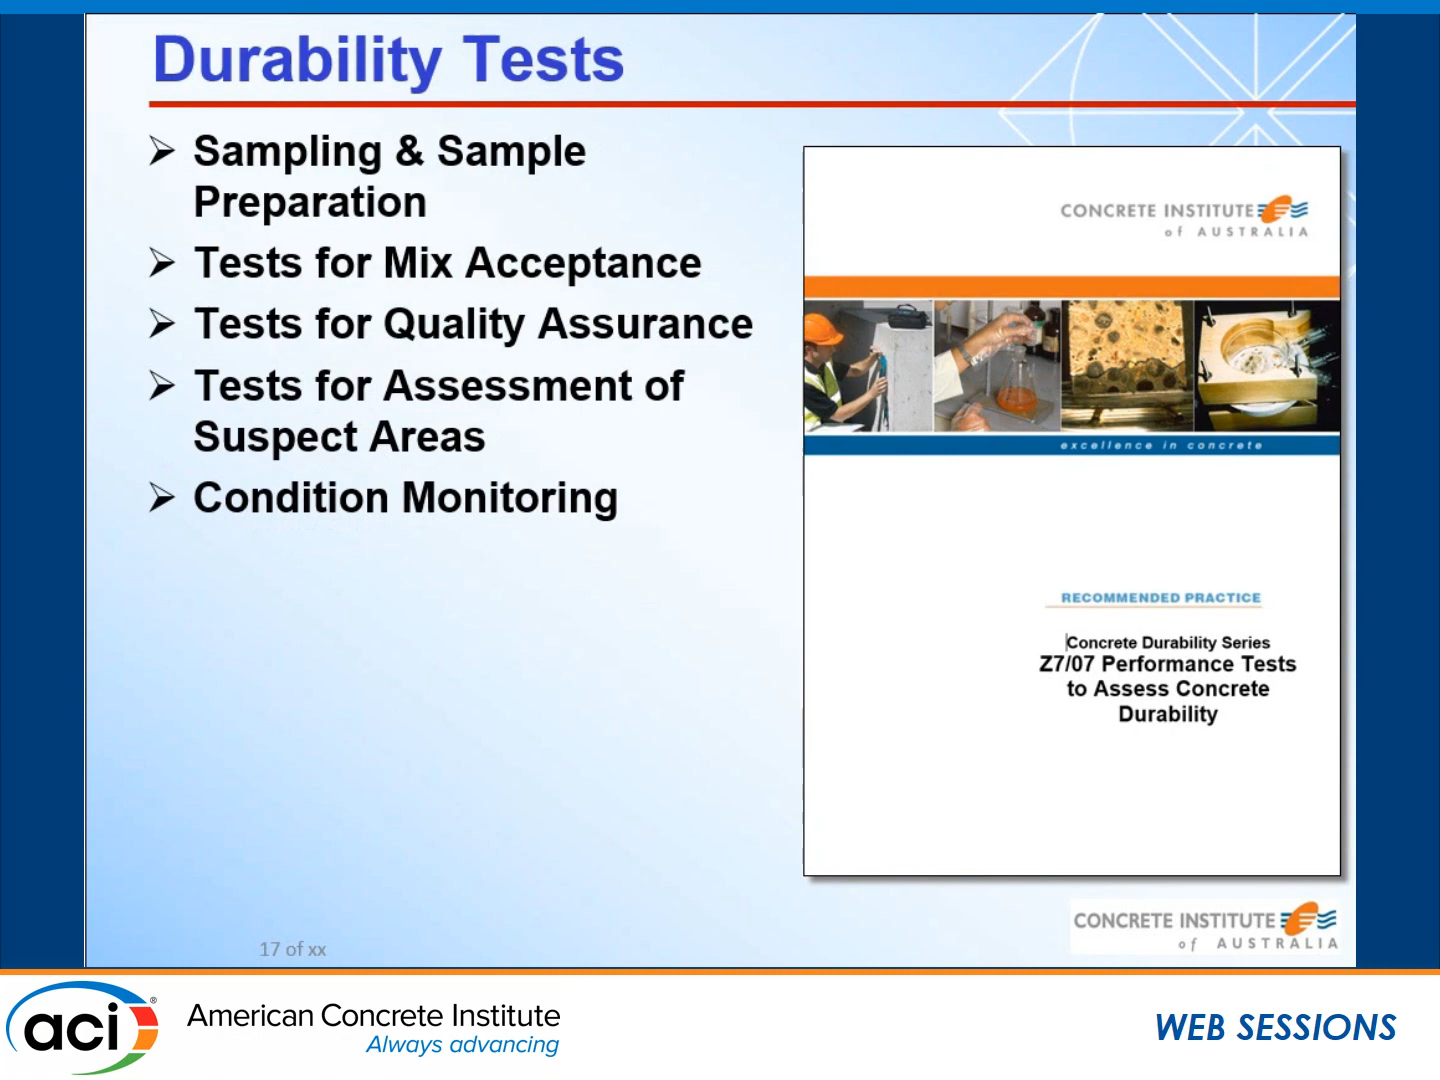 Durability Tests
Sampling & Sample
Preparation
Tests for Mix Acceptance
Tests for Quality Assurance
Tests for Assessment of
Suspect Areas
Condition Monitoring
CONCRETE INSTITUTE
of AUSTRALIA
excellence in concrete
RECOMMENDED PRACTICE
Concrete Durability Series
Z7/07 Performance Tests
to Assess Concrete
Durability
CONCRETE INSTITUTE
of AUSTRALIA
17 of xx
aci®
American Concrete Institute
Always advancing
WEB SESSIONS